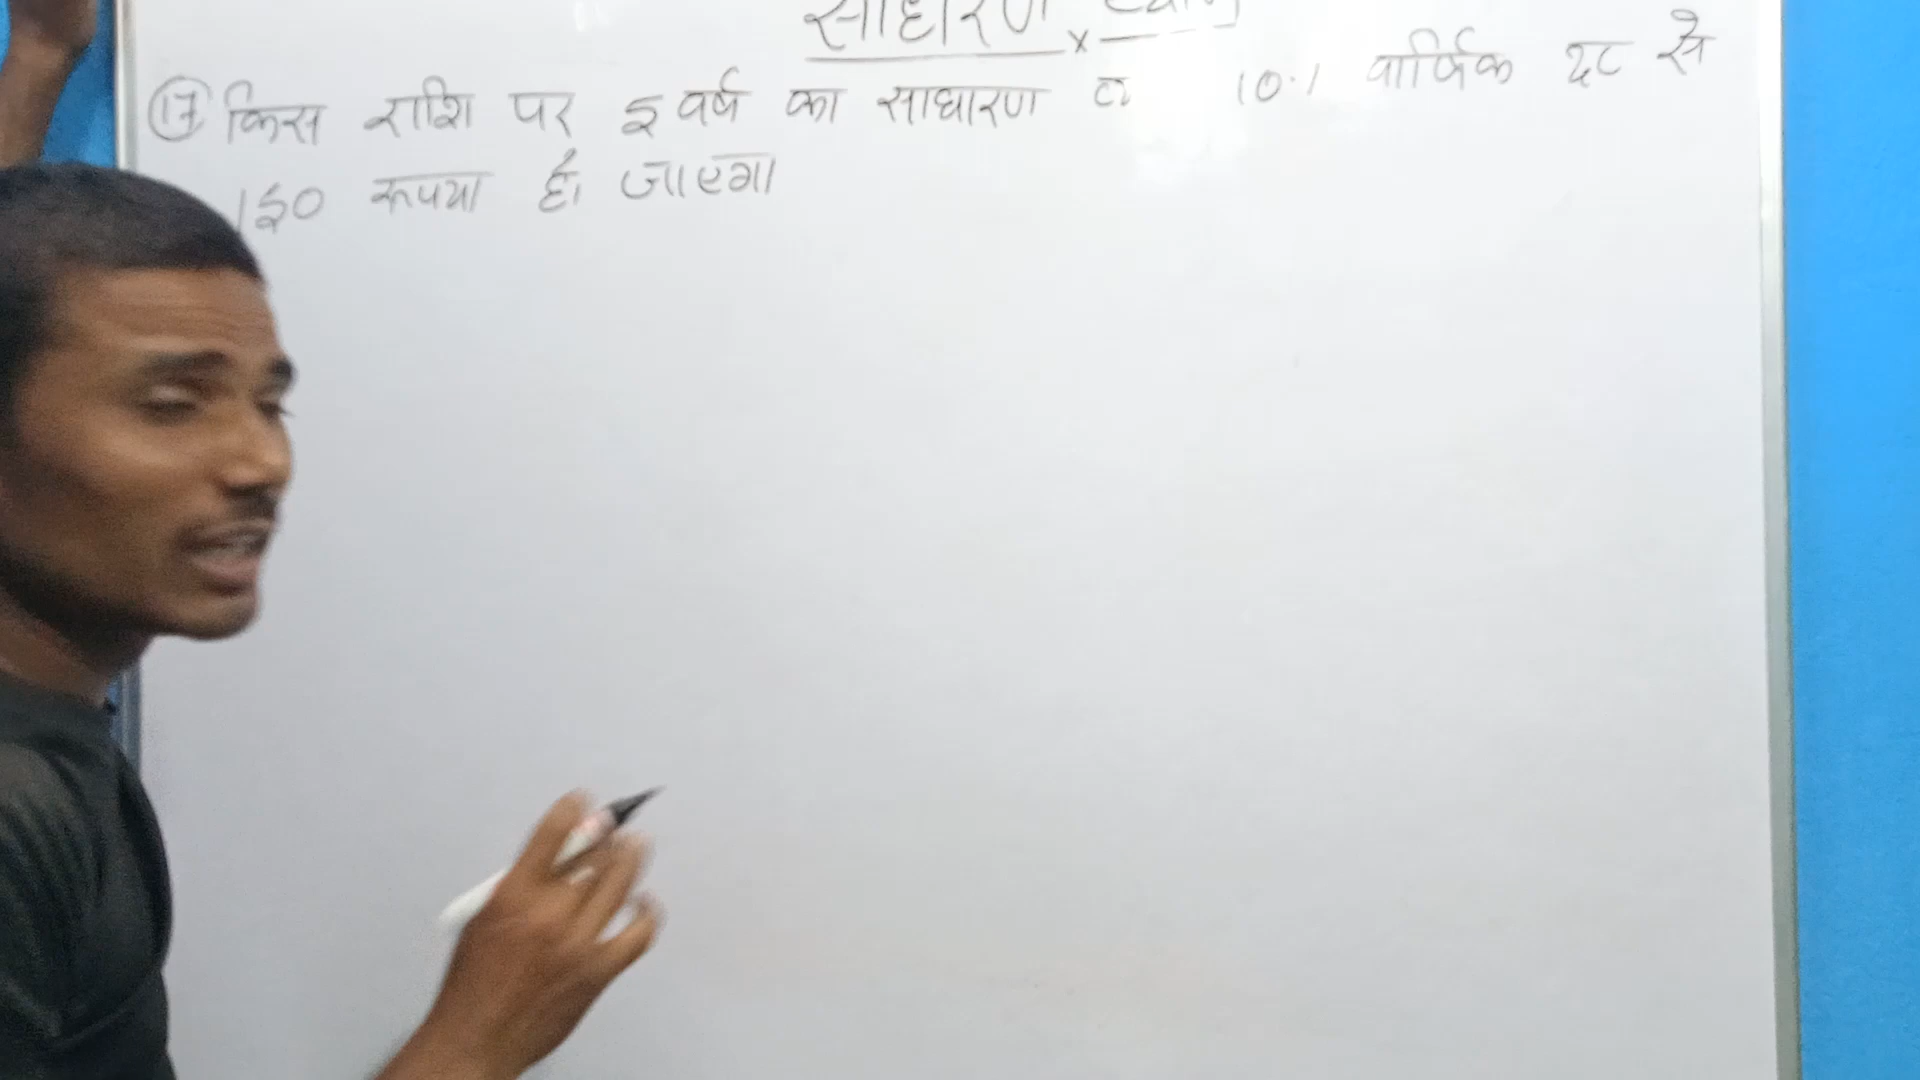 साधारण
(17) किस राशि पर 5 वर्ष का साधारण 10% वार्षिक दर से
150 रूपया हो जाएगा